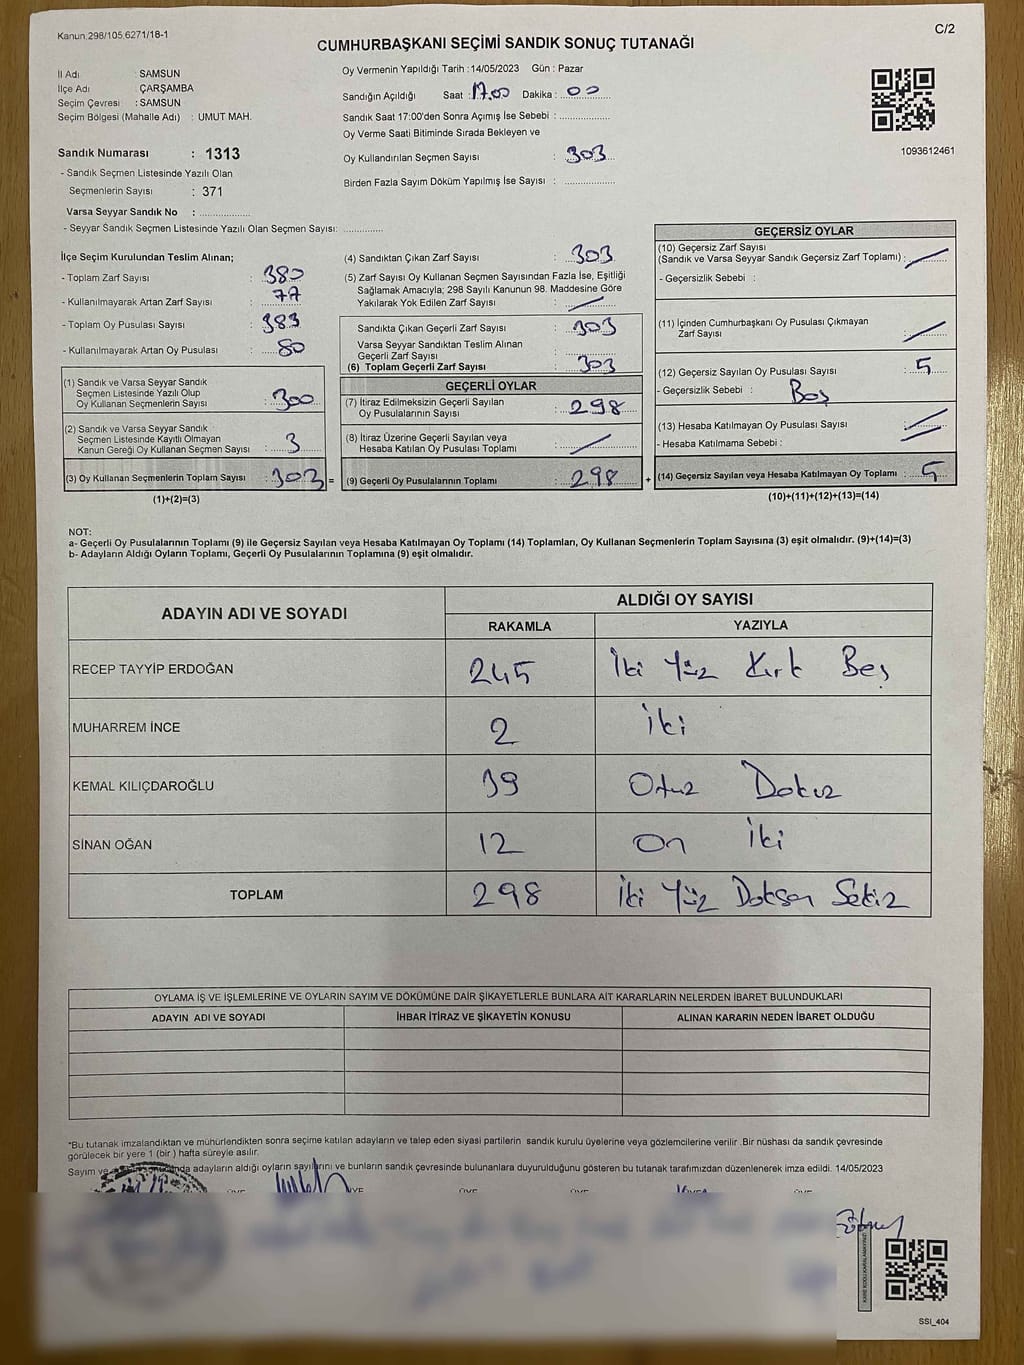 Kanun 298/105,6271/18-1
C/2
CUMHURBAŞKANI SEÇİMİ SANDIK SONUÇ TUTANAĞI
İl Adı : SAMSUN
İlçe Adı : ÇARŞAMBA
Seçim Çevresi : SAMSUN
Seçim Bölgesi (Mahalle Adı) : UMUT MAH.
Sandık Numarası : 1313
- Sandık Seçmen Listesinde Yazılı Olan
Seçmenlerin Sayısı : 371
Varsa Seyyar Sandık No : ...................
- Seyyar Sandık Seçmen Listesinde Yazılı Olan Seçmen Sayısı: ..............
Oy Vermenin Yapıldığı Tarih : 14/05/2023 Gün : Pazar
Sandığın Açıldığı Saat : 17.00 Dakika : 00
Sandık Saat 17:00'den Sonra Açımış İse Sebebi : ..................
Oy Verme Saati Bitiminde Sırada Bekleyen ve
Oy Kullandırılan Seçmen Sayısı : 303
Birden Fazla Sayım Döküm Yapılmış İse Sayısı : ..................
1093612461
İlçe Seçim Kurulundan Teslim Alınan;
- Toplam Zarf Sayısı : 380
- Kullanılmayarak Artan Zarf Sayısı : 77
- Toplam Oy Pusulası Sayısı : 383
- Kullanılmayarak Artan Oy Pusulası : 80
(1) Sandık ve Varsa Seyyar Sandık
Seçmen Listesinde Yazılı Olup
Oy Kullanan Seçmenlerin Sayısı : 300
(2) Sandık ve Varsa Seyyar Sandık
Seçmen Listesinde Kayıtlı Olmayan
Kanun Gereği Oy Kullanan Seçmen Sayısı : 3
(3) Oy Kullanan Seçmenlerin Toplam Sayısı : 303 =
(1)+(2)=(3)
(4) Sandıktan Çıkan Zarf Sayısı : 303
(5) Zarf Sayısı Oy Kullanan Seçmen Sayısından Fazla İse, Eşitliği
Sağlamak Amacıyla; 298 Sayılı Kanunun 98. Maddesine Göre
Yakılarak Yok Edilen Zarf Sayısı :
Sandıkta Çıkan Geçerli Zarf Sayısı : 303
Varsa Seyyar Sandıktan Teslim Alınan
Geçerli Zarf Sayısı :
(6) Toplam Geçerli Zarf Sayısı : 303
GEÇERLİ OYLAR
(7) İtiraz Edilmeksizin Geçerli Sayılan
Oy Pusulalarının Sayısı : 298
(8) İtiraz Üzerine Geçerli Sayılan veya
Hesaba Katılan Oy Pusulası Toplamı :
(9) Geçerli Oy Pusulalarının Toplamı : 298 +
GEÇERSİZ OYLAR
(10) Geçersiz Zarf Sayısı
(Sandık ve Varsa Seyyar Sandık Geçersiz Zarf Toplamı) :
- Geçersizlik Sebebi :
(11) İçinden Cumhurbaşkanı Oy Pusulası Çıkmayan
Zarf Sayısı :
(12) Geçersiz Sayılan Oy Pusulası Sayısı : 5
- Geçersizlik Sebebi : Boş
(13) Hesaba Katılmayan Oy Pusulası Sayısı :
- Hesaba Katılmama Sebebi :
(14) Geçersiz Sayılan veya Hesaba Katılmayan Oy Toplamı : 5
(10)+(11)+(12)+(13)=(14)
NOT:
a- Geçerli Oy Pusulalarının Toplamı (9) ile Geçersiz Sayılan veya Hesaba Katılmayan Oy Toplamı (14) Toplamları, Oy Kullanan Seçmenlerin Toplam Sayısına (3) eşit olmalıdır. (9)+(14)=(3)
b- Adayların Aldığı Oyların Toplamı, Geçerli Oy Pusulalarının Toplamına (9) eşit olmalıdır.
ADAYIN ADI VE SOYADI
ALDIĞI OY SAYISI
RAKAMLA YAZIYLA
RECEP TAYYİP ERDOĞAN 245 İki Yüz Kırk Beş
MUHARREM İNCE 2 İki
KEMAL KILIÇDAROĞLU 39 Otuz Dokuz
SİNAN OĞAN 12 On İki
TOPLAM 298 İki Yüz Doksan Sekiz
OYLAMA İŞ VE İŞLEMLERİNE VE OYLARIN SAYIM VE DÖKÜMÜNE DAİR ŞİKAYETLERLE BUNLARA AİT KARARLARIN NELERDEN İBARET BULUNDUKLARI
ADAYIN ADI VE SOYADI İHBAR İTİRAZ VE ŞİKAYETİN KONUSU ALINAN KARARIN NEDEN İBARET OLDUĞU
*Bu tutanak imzalandıktan ve mühürlendikten sonra seçime katılan adayların ve talep eden siyasi partilerin sandık kurulu üyelerine veya gözlemcilerine verilir .Bir nüshası da sandık çevresinde
görülecek bir yere 1 (bir ) hafta süreyle asılır.
Sayım ve adayların aldığı oyların sayılarını ve bunların sandık çevresinde bulunanlara duyurulduğunu gösteren bu tutanak tarafımızdan düzenlenerek imza edildi. 14/05/2023
KARE KODU KARALAMAYINIZ!
SSI_404